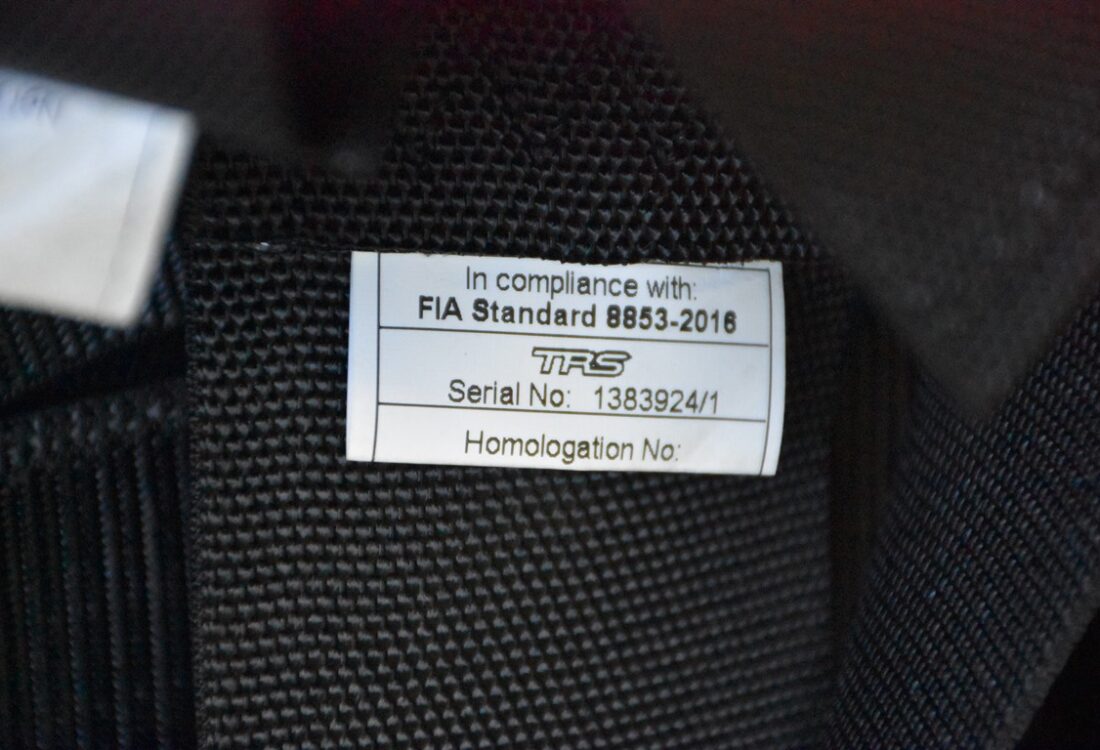 In compliance with:
FIA Standard 8853-2016
TRS
Serial No: 1383924/1
Homologation No: